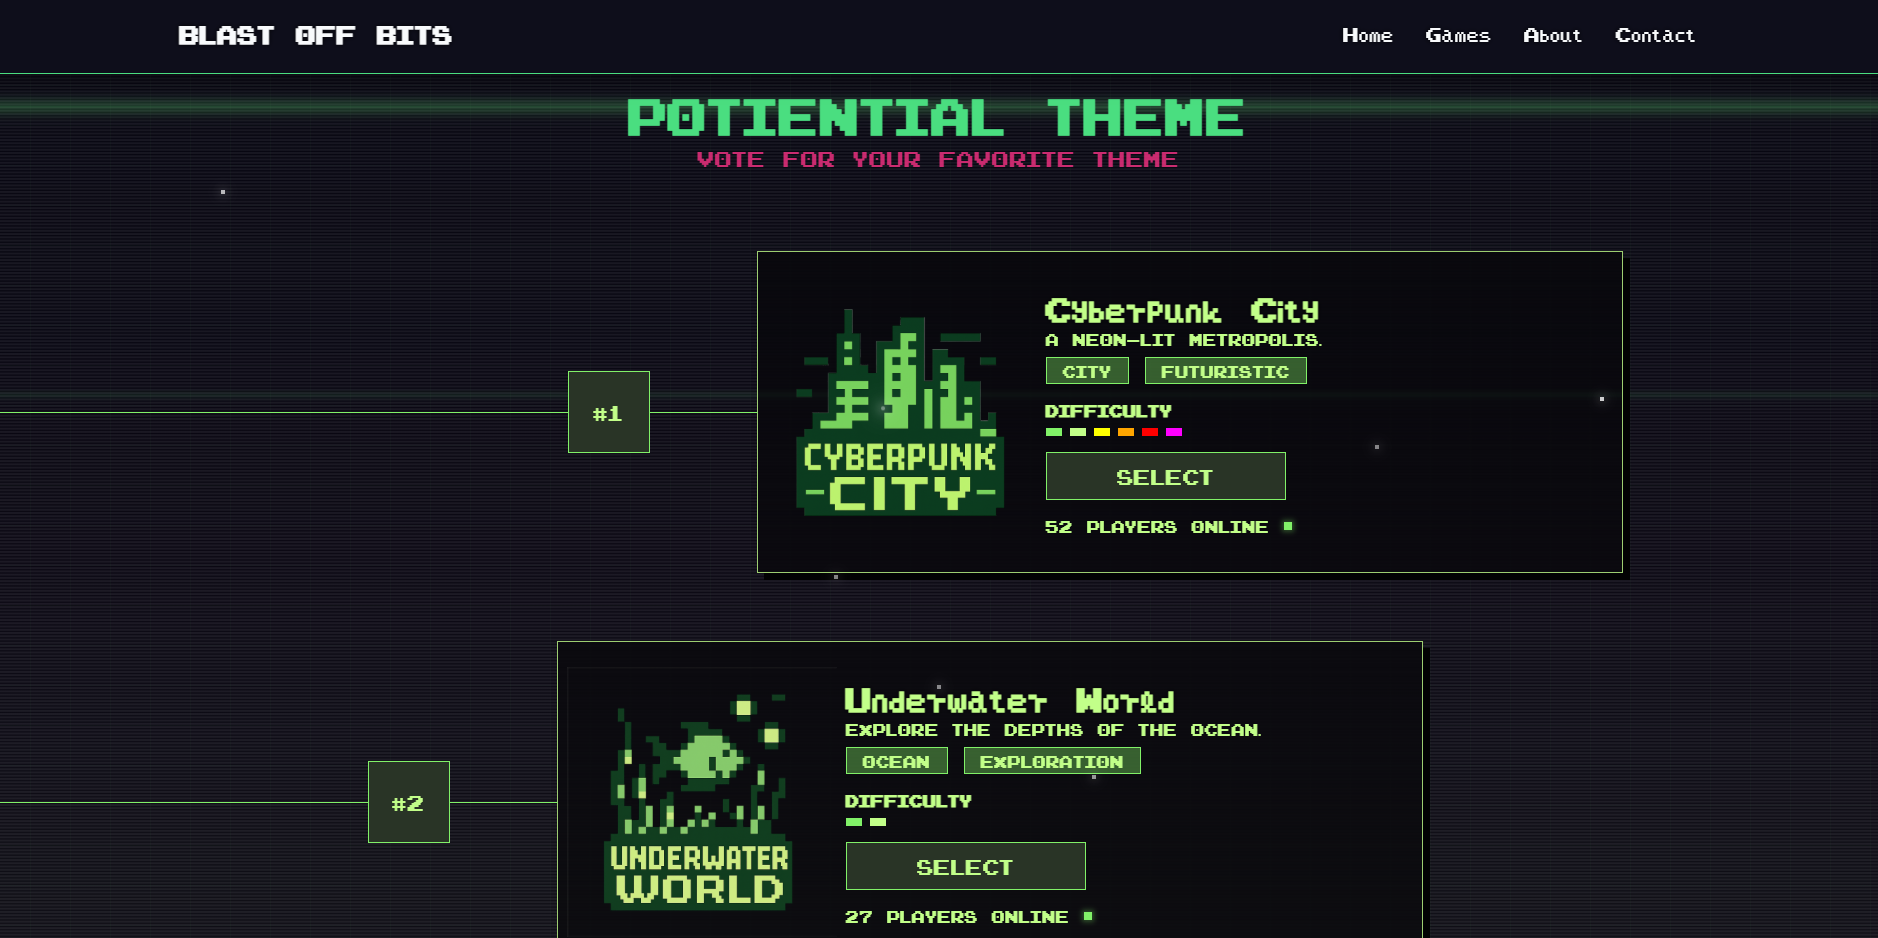 BLAST OFF BITS
Home Games About Contact
POTIENTIAL THEME
VOTE FOR YOUR FAVORITE THEME
#1
CYBERPUNK
-CITY-
CyberPunk City
A NEON-LIT METROPOLIS.
CITY FUTURISTIC
DIFFICULTY
SELECT
52 PLAYERS ONLINE
#2
UNDERWATER
WORLD
Underwater World
EXPLORE THE DEPTHS OF THE OCEAN.
OCEAN EXPLORATION
DIFFICULTY
SELECT
27 PLAYERS ONLINE